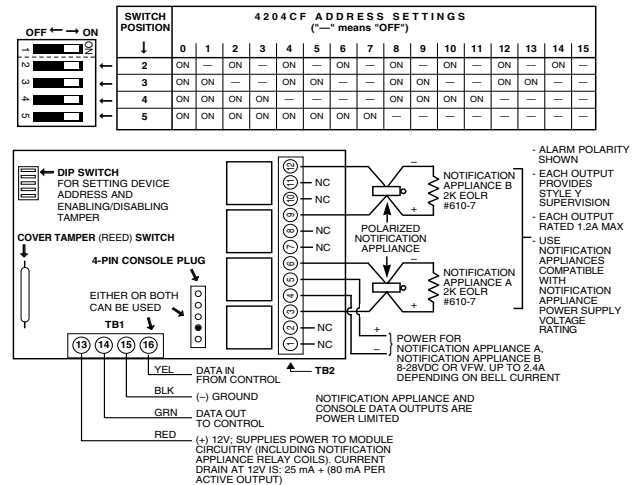 OFF ← → ON
ON
1
2
3
4
5
SWITCH POSITION ↓
4204CF ADDRESS SETTINGS
("—" means "OFF")
0 1 2 3 4 5 6 7 8 9 10 11 12 13 14 15
2 ON — ON — ON — ON — ON — ON — ON — ON —
3 ON ON — — ON ON — — ON ON — — ON ON — —
4 ON ON ON ON — — — — ON ON ON ON — — — —
5 ON ON ON ON ON ON ON ON — — — — — — — —
DIP SWITCH
FOR SETTING DEVICE
ADDRESS AND
ENABLING/DISABLING
TAMPER
COVER TAMPER (REED) SWITCH
4-PIN CONSOLE PLUG
EITHER OR BOTH
CAN BE USED
TB1
13 14 15 16
12
11 NC
10 NC
9
8 NC
7 NC
6
5
4
3
2 NC
1 NC
TB2
–
+
NOTIFICATION
APPLIANCE B
2K EOLR
#610-7
POLARIZED
NOTIFICATION
APPLIANCE
–
+
NOTIFICATION
APPLIANCE A
2K EOLR
#610-7
- ALARM POLARITY
SHOWN
- EACH OUTPUT
PROVIDES
STYLE Y
SUPERVISION
- EACH OUTPUT
RATED 1.2A MAX
- USE
NOTIFICATION
APPLIANCES
COMPATIBLE
WITH
NOTIFICATION
APPLIANCE
POWER SUPPLY
VOLTAGE
RATING
+
–
POWER FOR
NOTIFICATION APPLIANCE A,
NOTIFICATION APPLIANCE B
8-28VDC OR VFW. UP TO 2.4A
DEPENDING ON BELL CURRENT
YEL DATA IN
FROM CONTROL
BLK (–) GROUND
GRN DATA OUT
TO CONTROL
RED (+) 12V; SUPPLIES POWER TO MODULE
CIRCUITRY (INCLUDING NOTIFICATION
APPLIANCE RELAY COILS). CURRENT
DRAIN AT 12V IS: 25 mA + (80 mA PER
ACTIVE OUTPUT)
NOTIFICATION APPLIANCE AND
CONSOLE DATA OUTPUTS ARE
POWER LIMITED